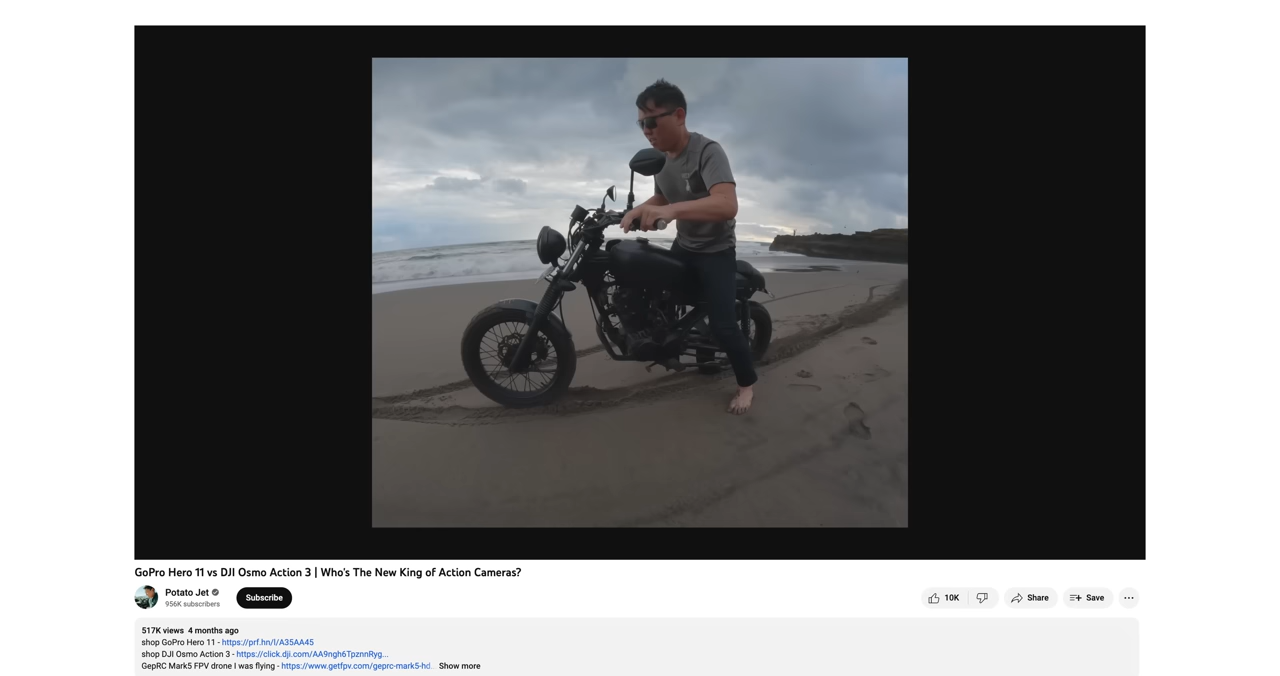 GoPro Hero 11 vs DJI Osmo Action 3 | Who's The New King of Action Cameras?
Potato Jet
956K subscribers
Subscribe
10K
Share
Save
517K views 4 months ago
shop GoPro Hero 11 - https://prf.hn/l/A35AA45
shop DJI Osmo Action 3 - https://click.dji.com/AA9ngh6TpznnRyg...
GepRC Mark5 FPV drone I was flying - https://www.getfpv.com/geprc-mark5-hd.. Show more